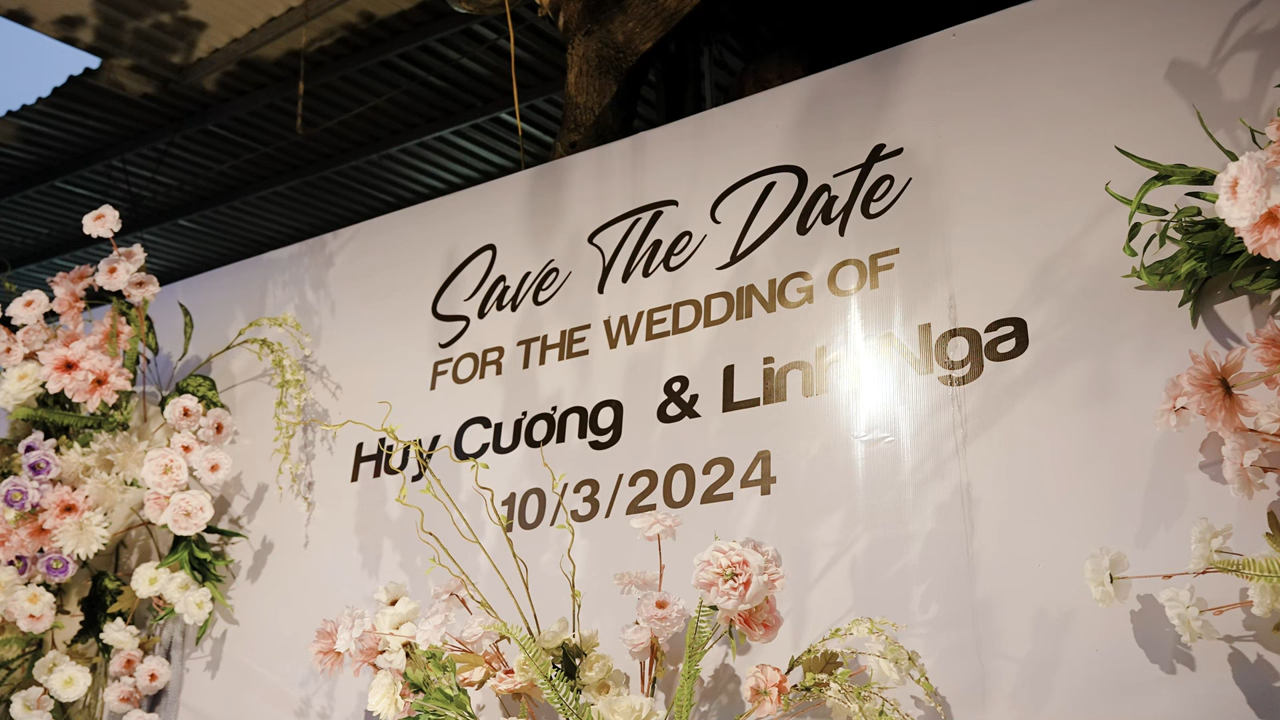 Save The Date
FOR THE WEDDING OF
Huy Cương & Linh Nga
10/3/2024